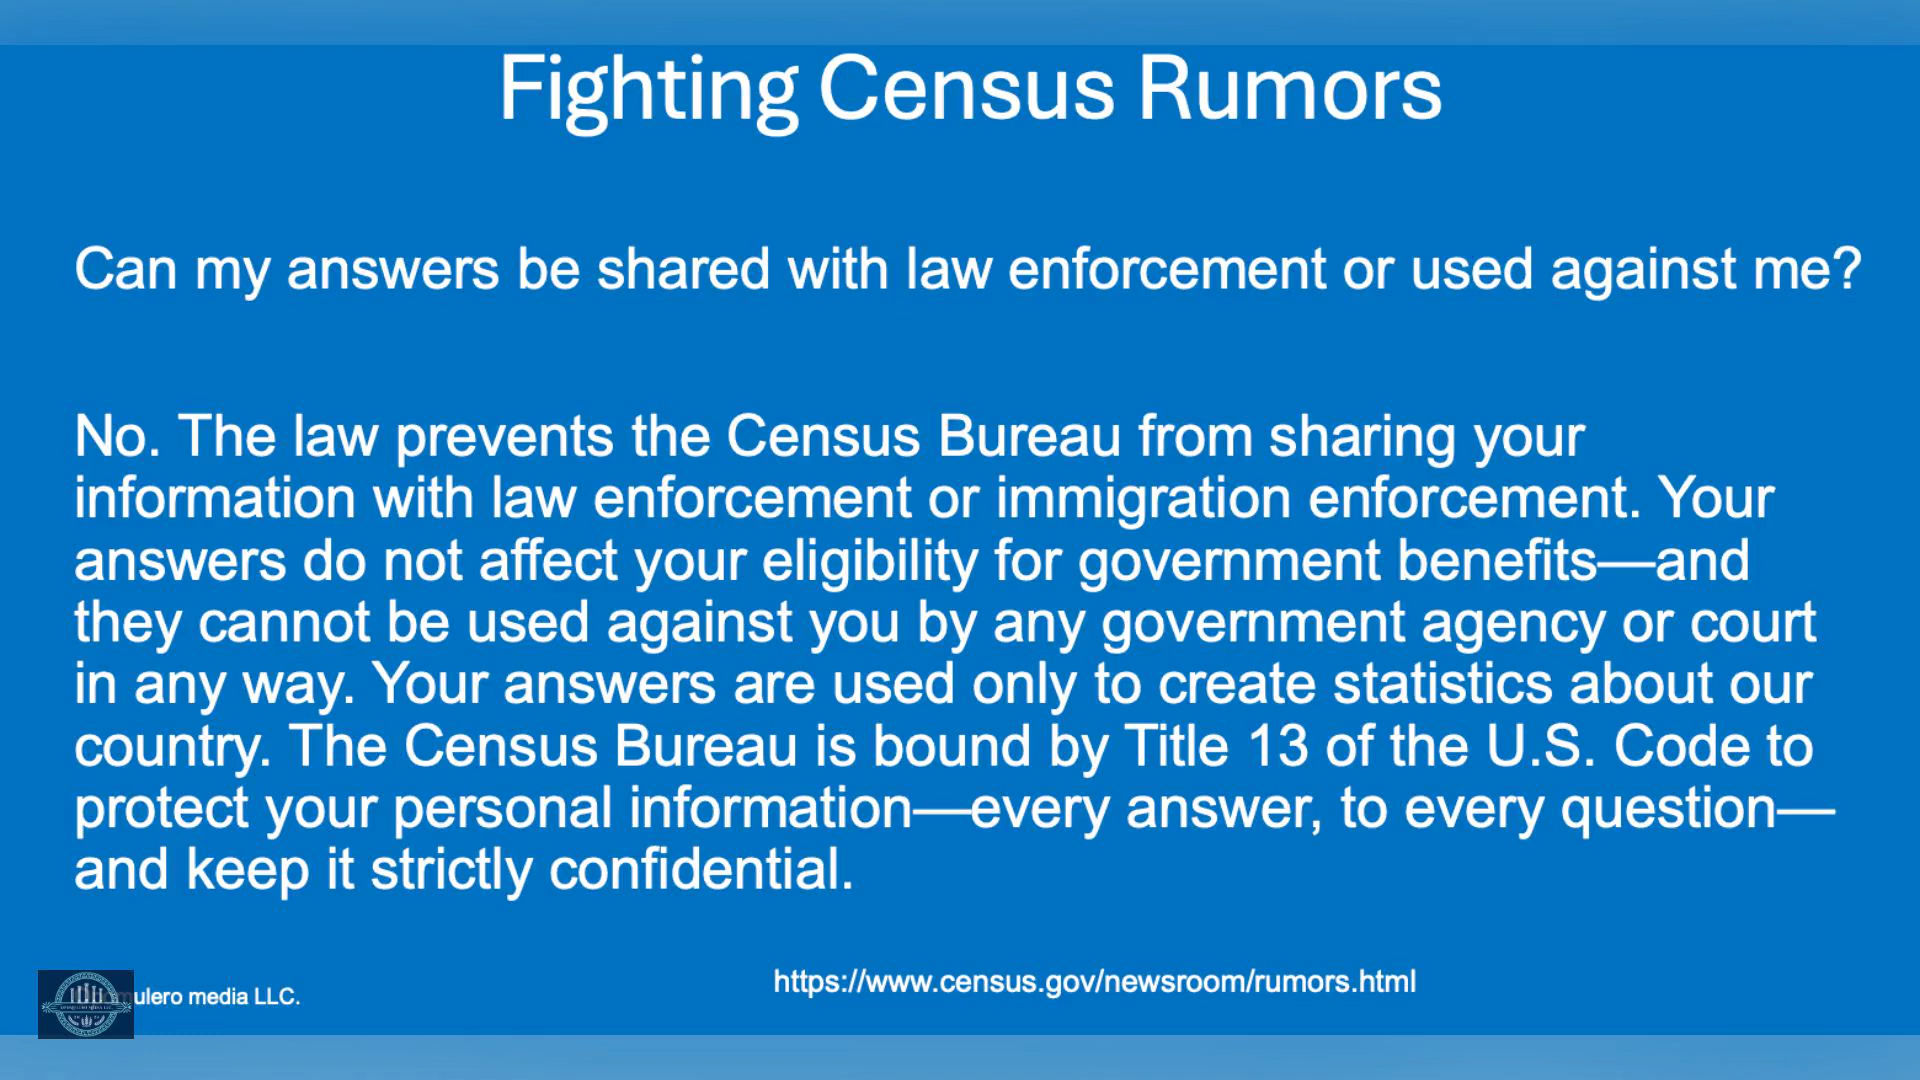 Fighting Census Rumors
Can my answers be shared with law enforcement or used against me?
No. The law prevents the Census Bureau from sharing your
information with law enforcement or immigration enforcement. Your
answers do not affect your eligibility for government benefits—and
they cannot be used against you by any government agency or court
in any way. Your answers are used only to create statistics about our
country. The Census Bureau is bound by Title 13 of the U.S. Code to
protect your personal information—every answer, to every question—
and keep it strictly confidential.
https://www.census.gov/newsroom/rumors.html
media LLC.